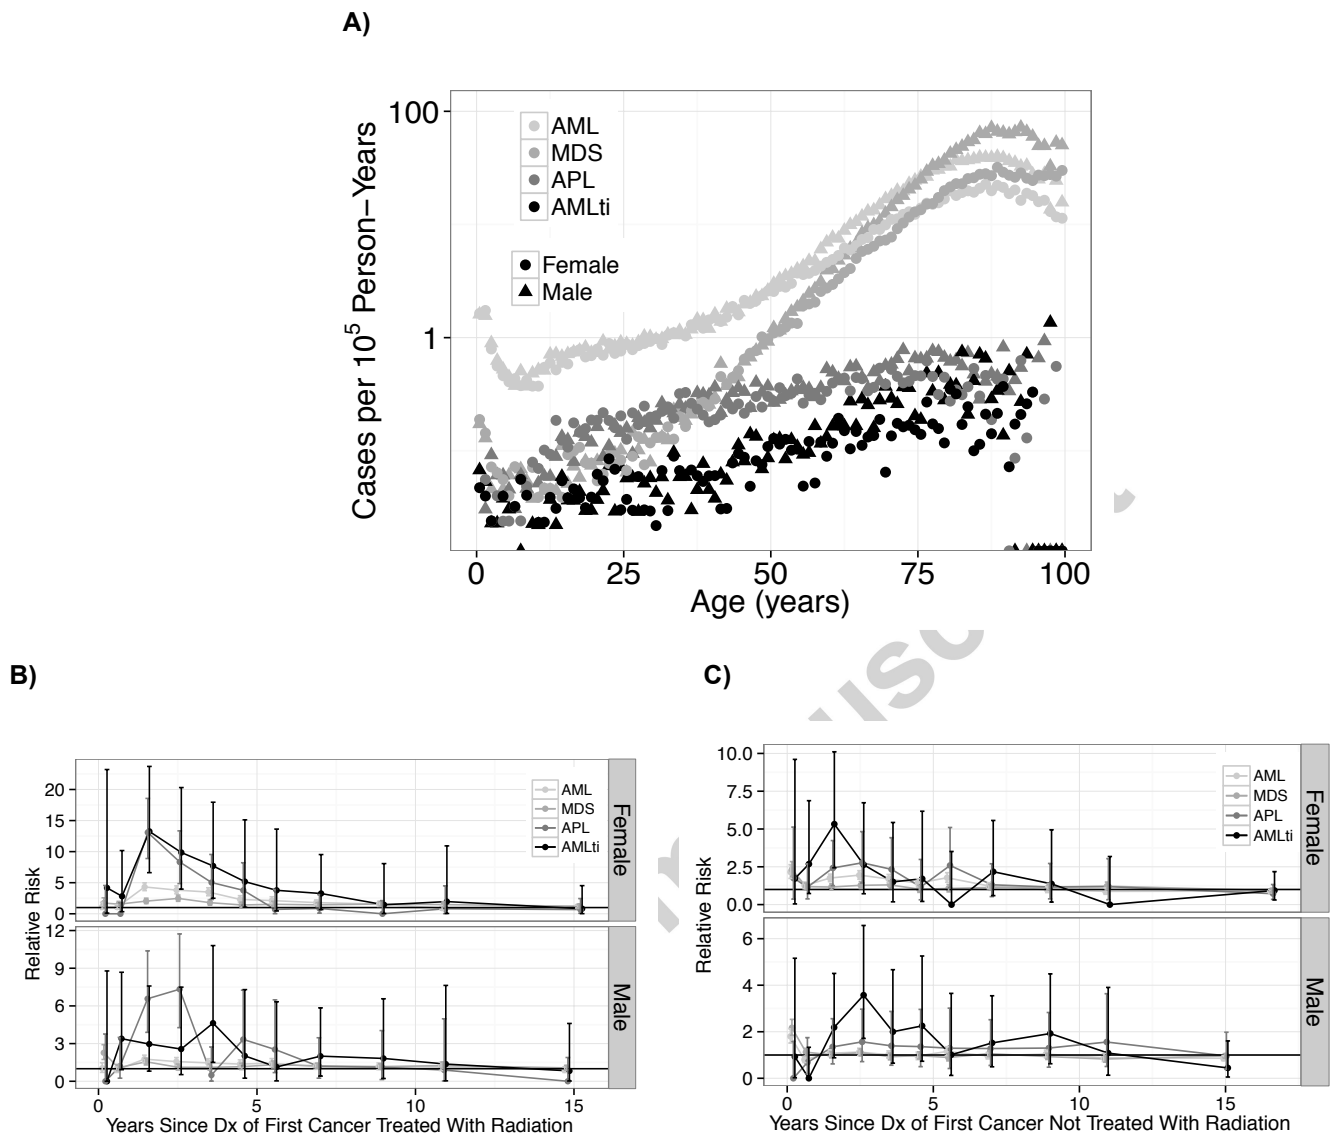 A)
Cases per 10⁵ Person−Years
100
1
AML
MDS
APL
AMLti
Female
Male
0 25 50 75 100
Age (years)
B)
Relative Risk
20
15
10
5
0
AML
MDS
APL
AMLti
Female
12
9
6
3
0
Male
0 5 10 15
Years Since Dx of First Cancer Treated With Radiation
C)
Relative Risk
10.0
7.5
5.0
2.5
0.0
AML
MDS
APL
AMLti
Female
6
4
2
0
Male
0 5 10 15
Years Since Dx of First Cancer Not Treated With Radiation